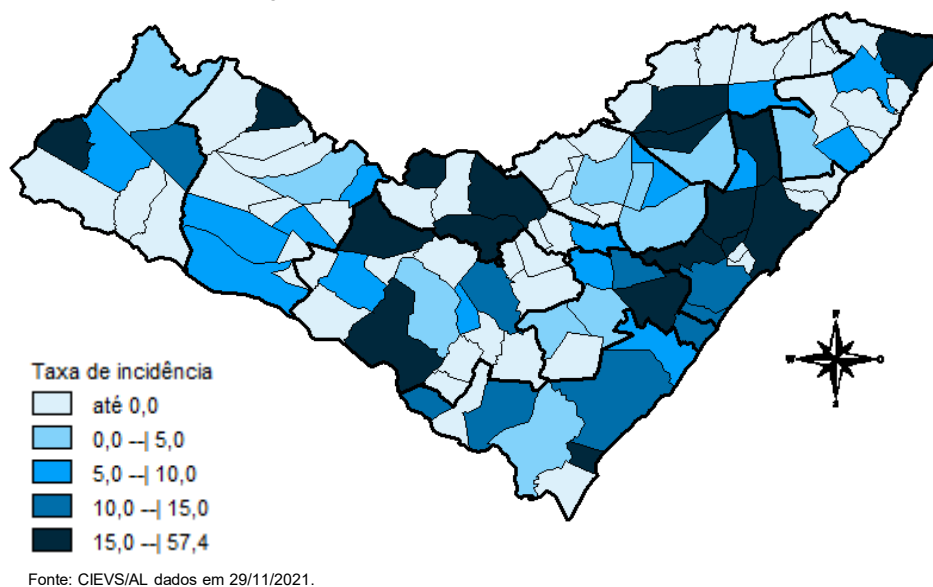 Taxa de incidência
até 0,0
0,0 --| 5,0
5,0 --| 10,0
10,0 --| 15,0
15,0 --| 57,4
W
S
Fonte: CIEVS/AL dados em 29/11/2021.